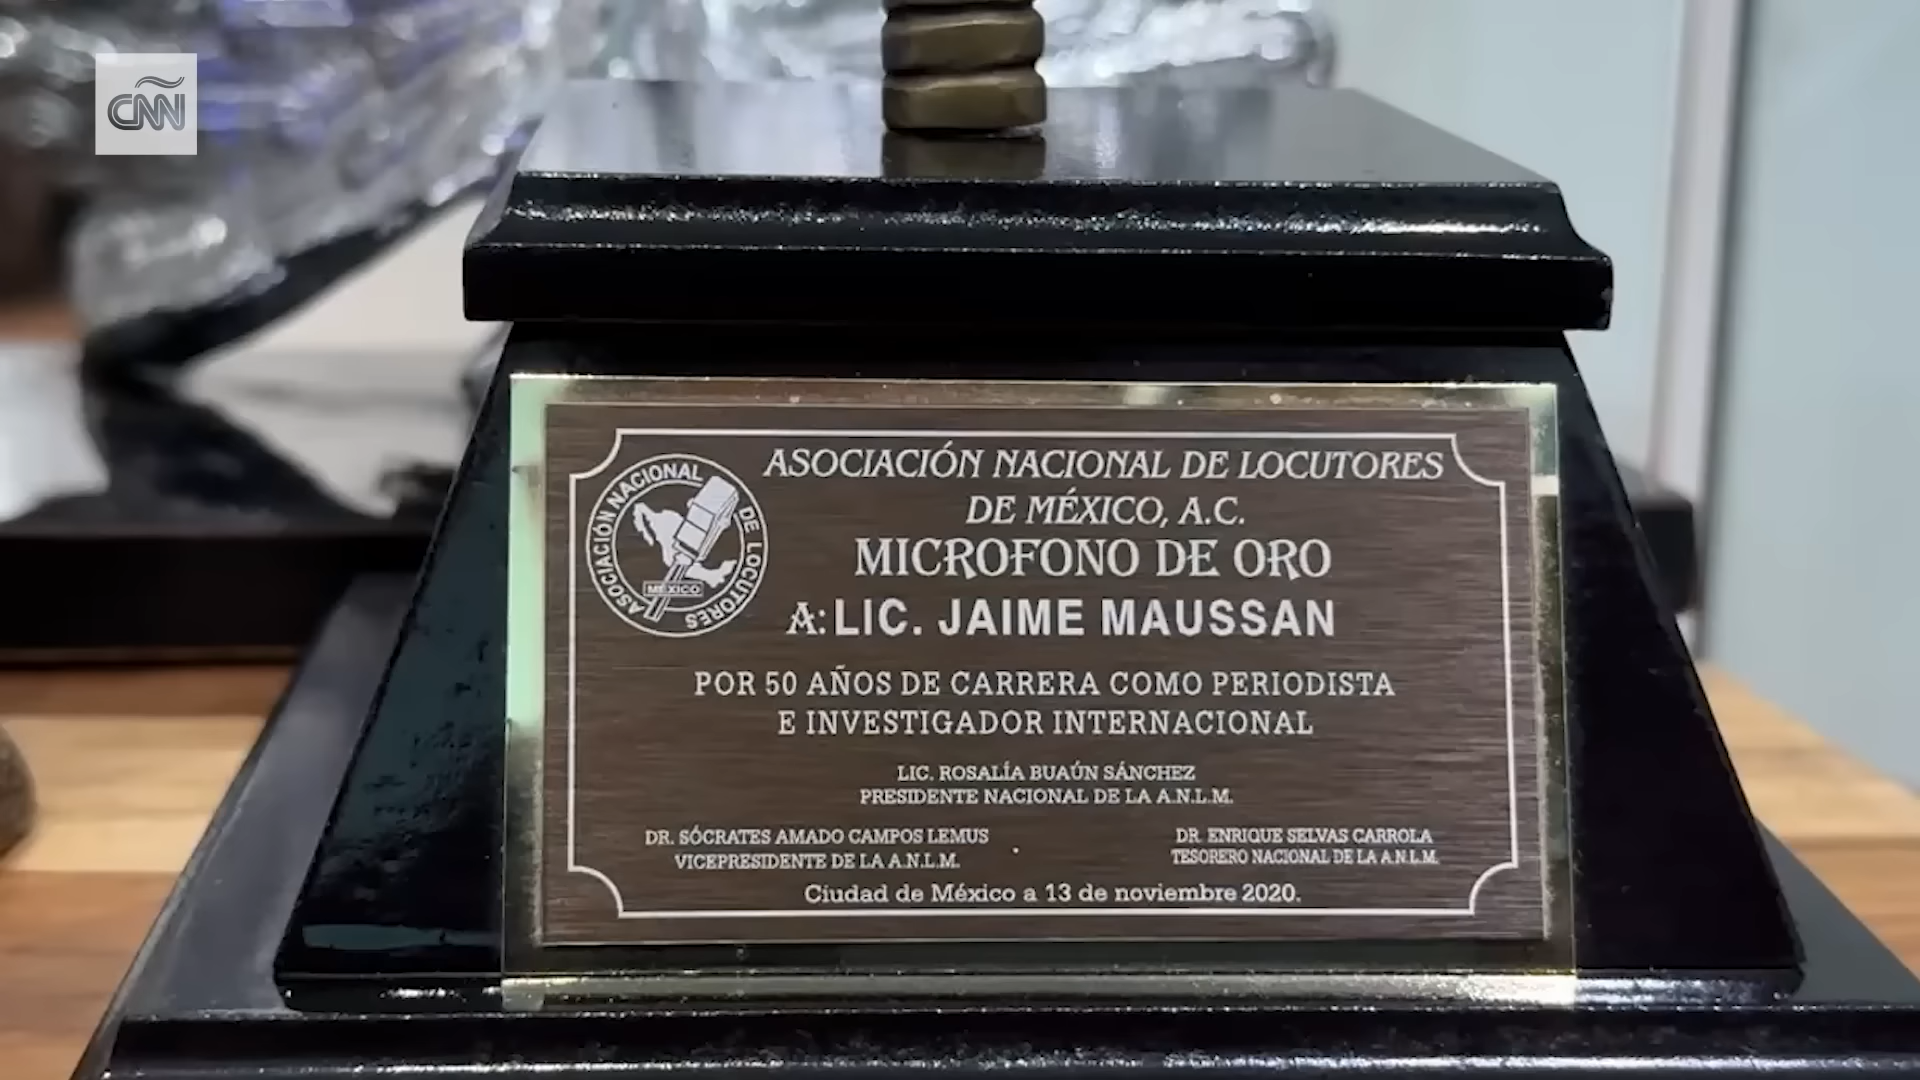 CNN
ASOCIACIÓN NACIONAL DE LOCUTORES
DE MÉXICO, A.C.
MICROFONO DE ORO
A: LIC. JAIME MAUSSAN
POR 50 AÑOS DE CARRERA COMO PERIODISTA
E INVESTIGADOR INTERNACIONAL
LIC. ROSALÍA BUAÚN SÁNCHEZ
PRESIDENTE NACIONAL DE LA A.N.L.M.
DR. SÓCRATES AMADO CAMPOS LEMUS
VICEPRESIDENTE DE LA A.N.L.M.
DR. ENRIQUE SELVAS CARROLA
TESORERO NACIONAL DE LA A.N.L.M.
Ciudad de México a 13 de noviembre 2020.
ASOCIACIÓN NACIONAL DE LOCUTORES
MÉXICO